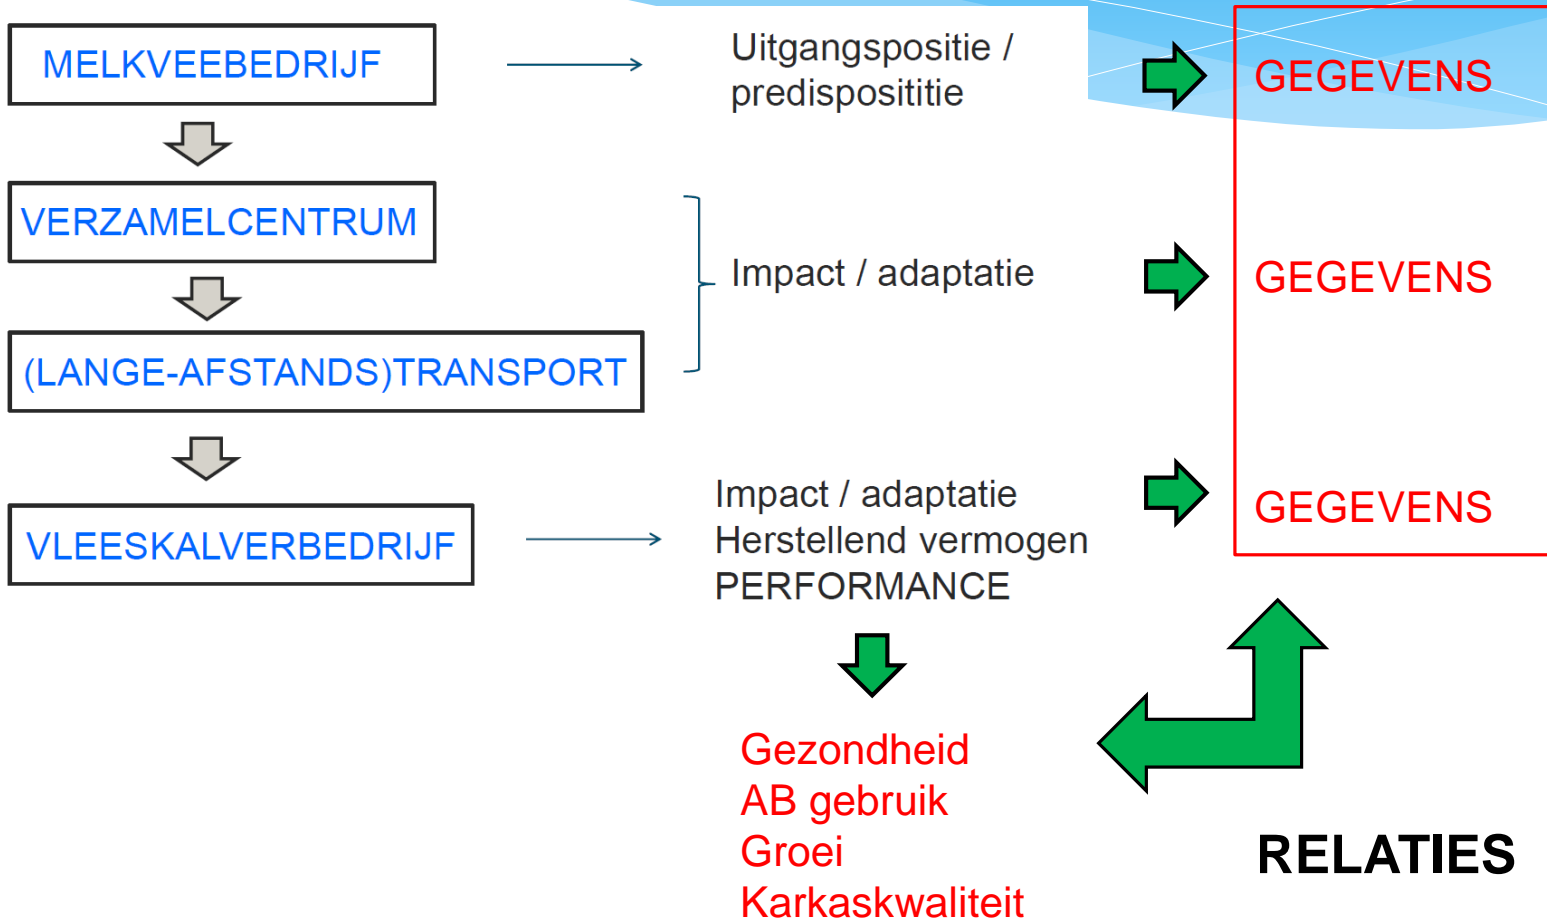 MELKVEEBEDRIJF
Uitgangspositie /
predispositititie
GEGEVENS
VERZAMELCENTRUM
Impact / adaptatie
GEGEVENS
(LANGE-AFSTANDS)TRANSPORT
VLEESKALVERBEDRIJF
Impact / adaptatie
Herstellend vermogen
PERFORMANCE
GEGEVENS
Gezondheid
AB gebruik
Groei
Karkaskwaliteit
RELATIES